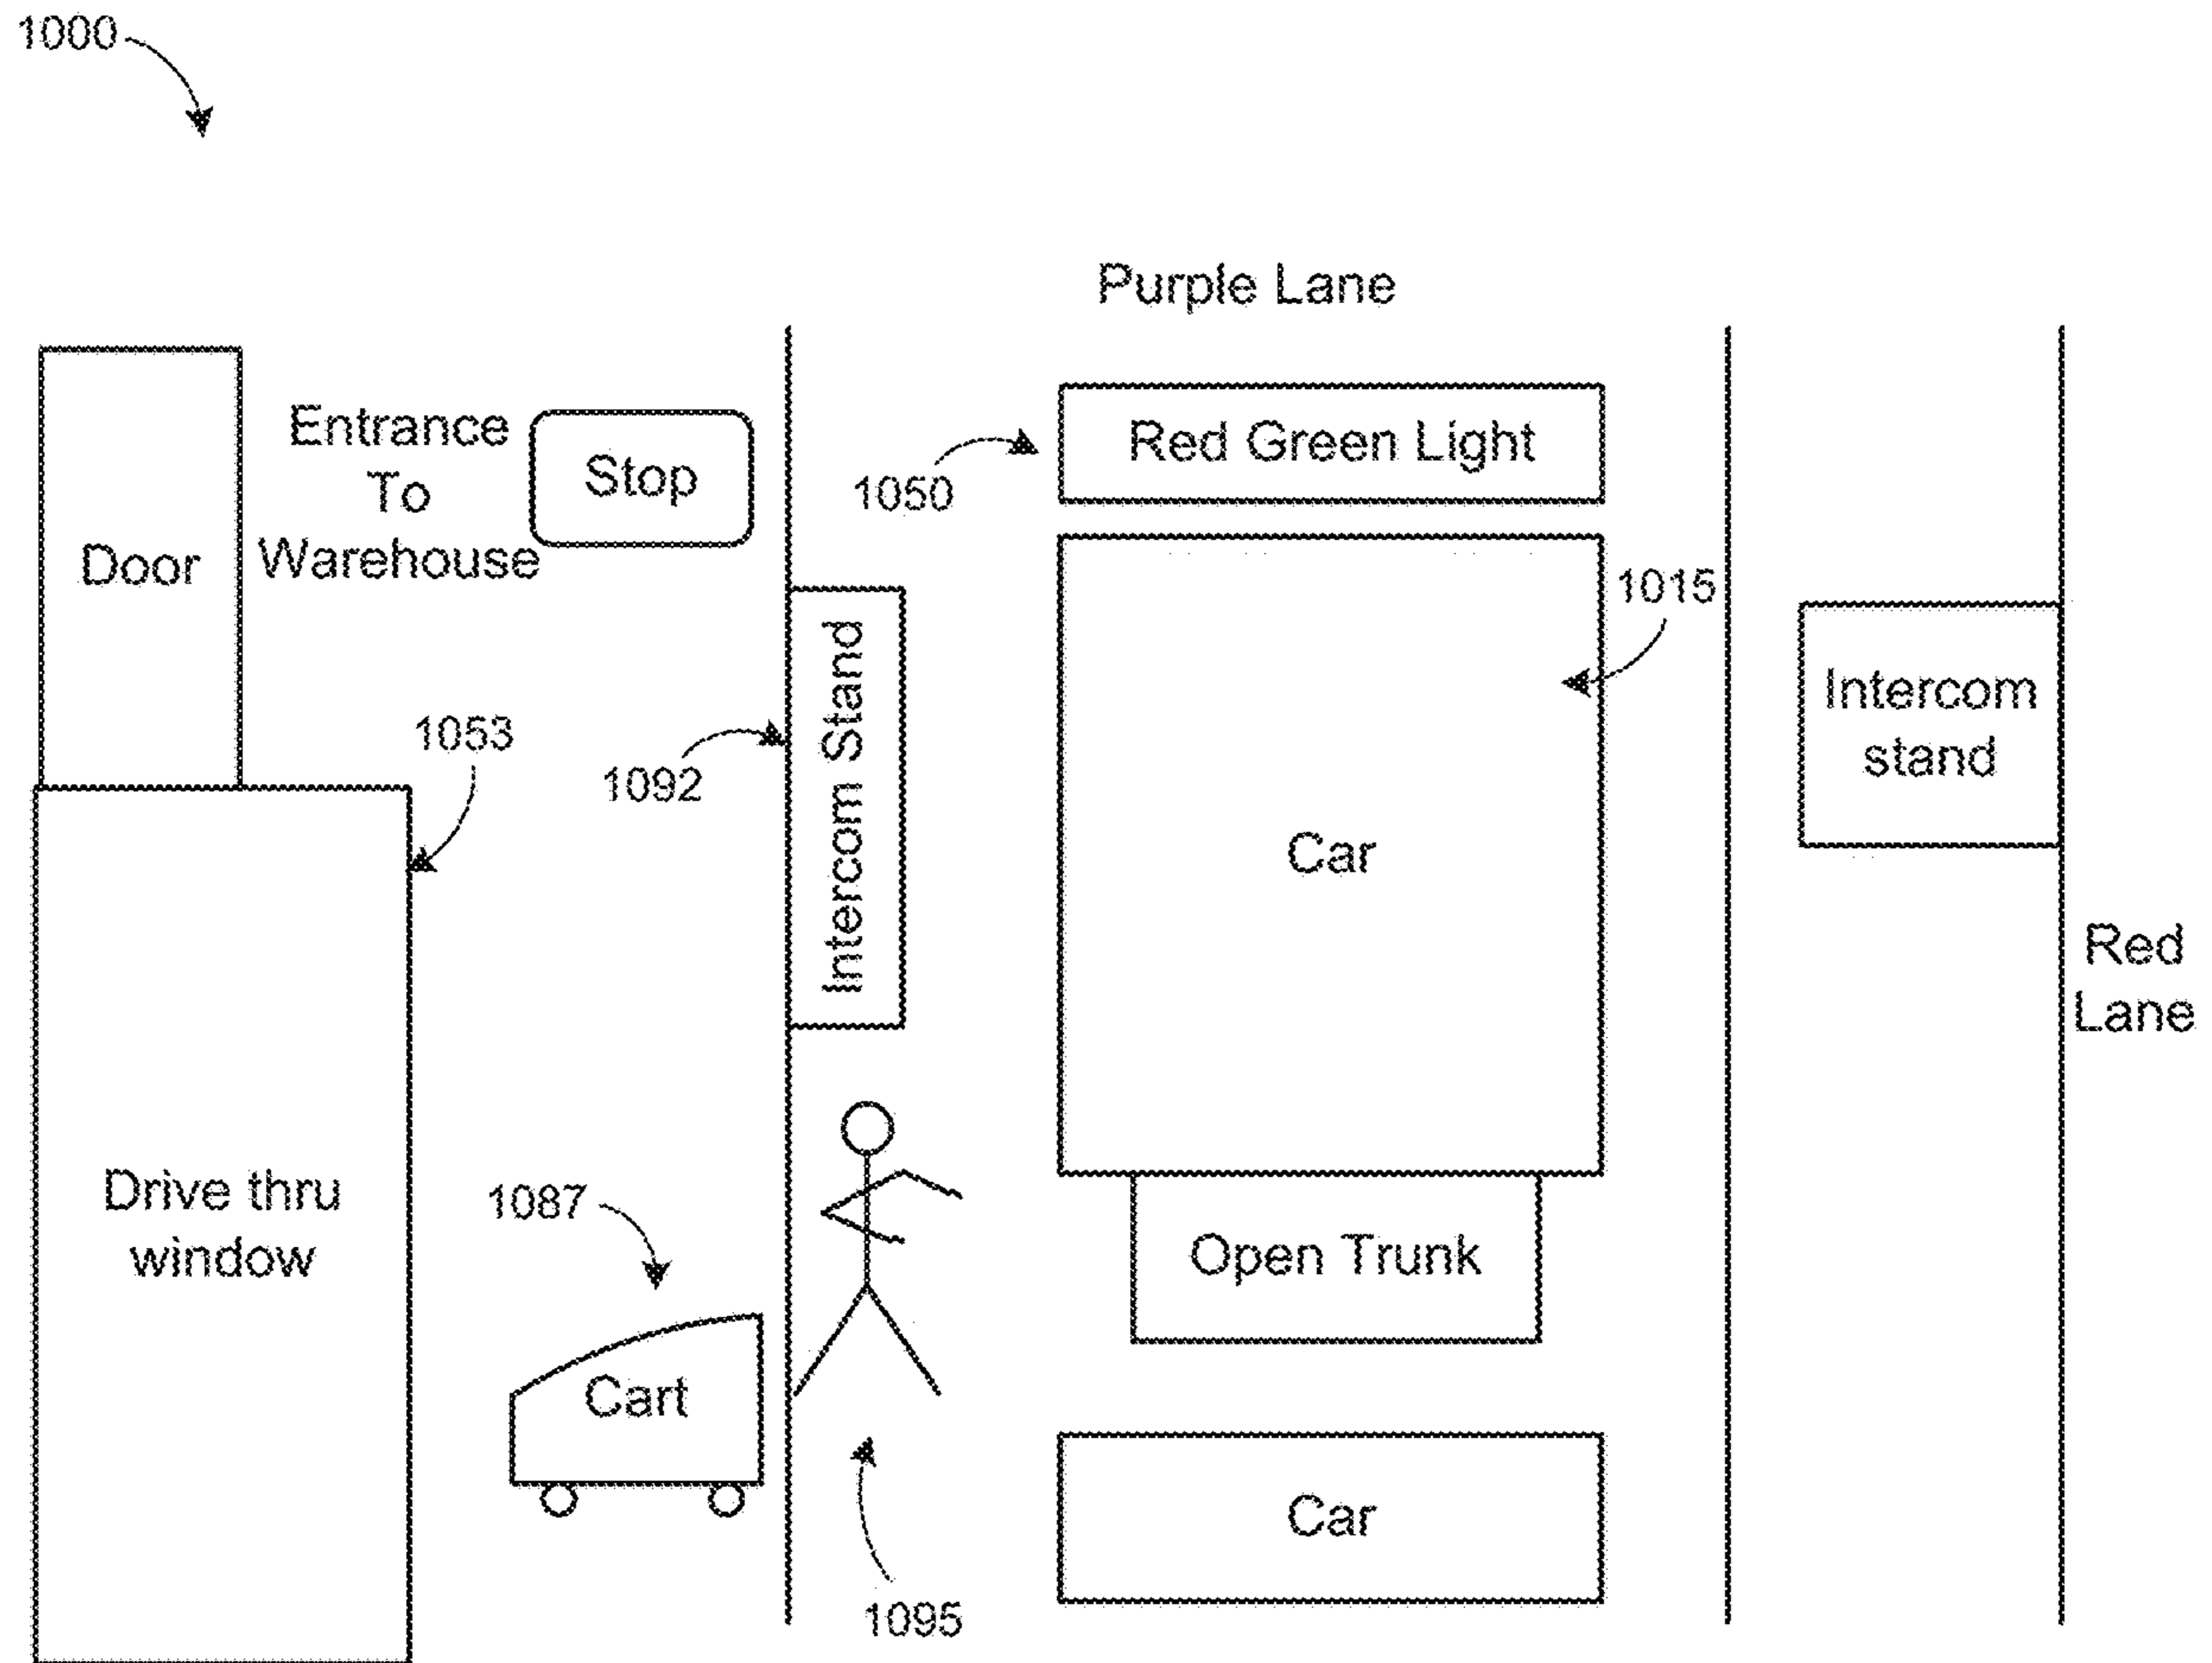 1000
Purple Lane
Entrance
To
Warehouse
Door
Stop
1050
Red Green Light
1015
Intercom Stand
1092
1053
Car
Intercom
stand
Red
Lane
Drive thru
window
1087
Cart
Open Trunk
Car
1095